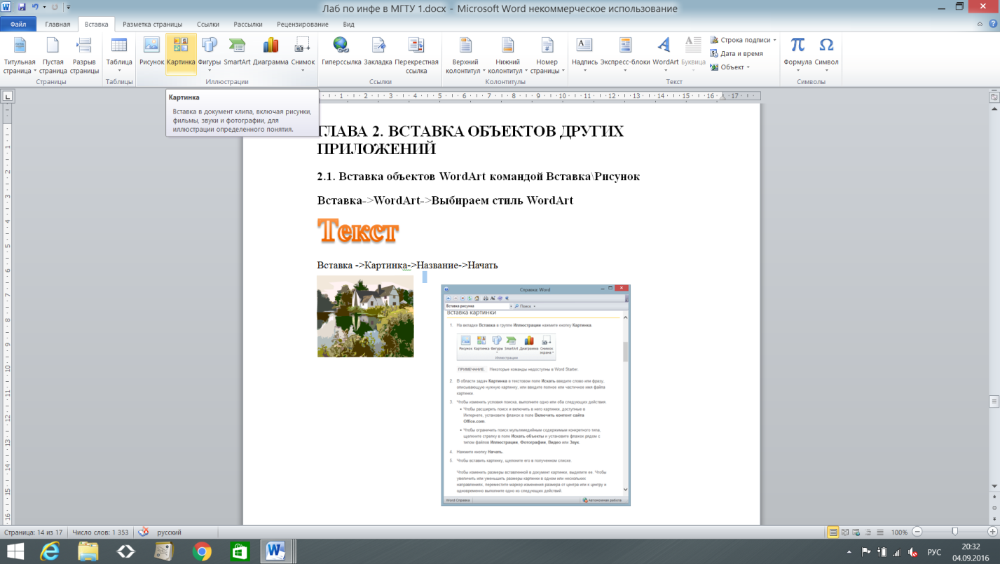 Лаб по инфе в МГТУ 1.docx - Microsoft Word некоммерческое использование
Файл Главная Вставка Разметка страницы Ссылки Рассылки Рецензирование Вид
Титульная страница Пустая страница Разрыв страницы
Таблица
Рисунок Картинка Фигуры SmartArt Диаграмма Снимок
Гиперссылка Закладка Перекрестная ссылка
Верхний колонтитул Нижний колонтитул Номер страницы
Надпись Экспресс-блоки WordArt Буквица
Строка подписи
Дата и время
Объект
Формула Символ
Страницы Таблицы Иллюстрации Ссылки Колонтитулы Текст Символы
Картинка
Вставка в документ клипа, включая рисунки,
фильмы, звуки и фотографии, для
иллюстрации определенного понятия.
ГЛАВА 2. ВСТАВКА ОБЪЕКТОВ ДРУГИХ
ПРИЛОЖЕНИЙ
2.1. Вставка объектов WordArt командой Вставка\Рисунок
Вставка->WordArt->Выбираем стиль WordArt
Текст
Вставка ->Картинка->Название->Начать
Справка: Word
Вставка рисунка Поиск
Вставка картинки
1. На вкладке Вставка в группе Иллюстрации нажмите кнопку Картинка.
Рисунок Картинка Фигуры SmartArt Диаграмма Снимок экрана
Иллюстрации
ПРИМЕЧАНИЕ. Некоторые команды недоступны в Word Starter.
2. В области задач Картинка в текстовом поле Искать введите слово или фразу,
описывающую нужную картинку, или введите полное или частичное имя файла
картинки.
3. Чтобы изменить условия поиска, выполните одно или оба следующих действия.
• Чтобы расширить поиск и включить в него картинки, доступные в
Интернете, установите флажок в поле Включить контент сайта
Office.com.
• Чтобы ограничить поиск мультимедийным содержимым конкретного типа,
щелкните стрелку в поле Искать объекты и установите флажок рядом с
типом файлов Иллюстрации, Фотографии, Видео или Звук.
4. Нажмите кнопку Начать.
5. Чтобы вставить картинку, щелкните его в полученном списке.
Чтобы изменить размеры вставленной в документ картинки, выделите ее. Чтобы
увеличить или уменьшить размеры картинки в одном или нескольких
направлениях, переместите маркер изменения размера от центра или к центру и
одновременно выполните одно из следующих действий.
Word Справка Автономная работа
Страница: 14 из 17 Число слов: 1 353 русский 100%
РУС
20:32
04.09.2016